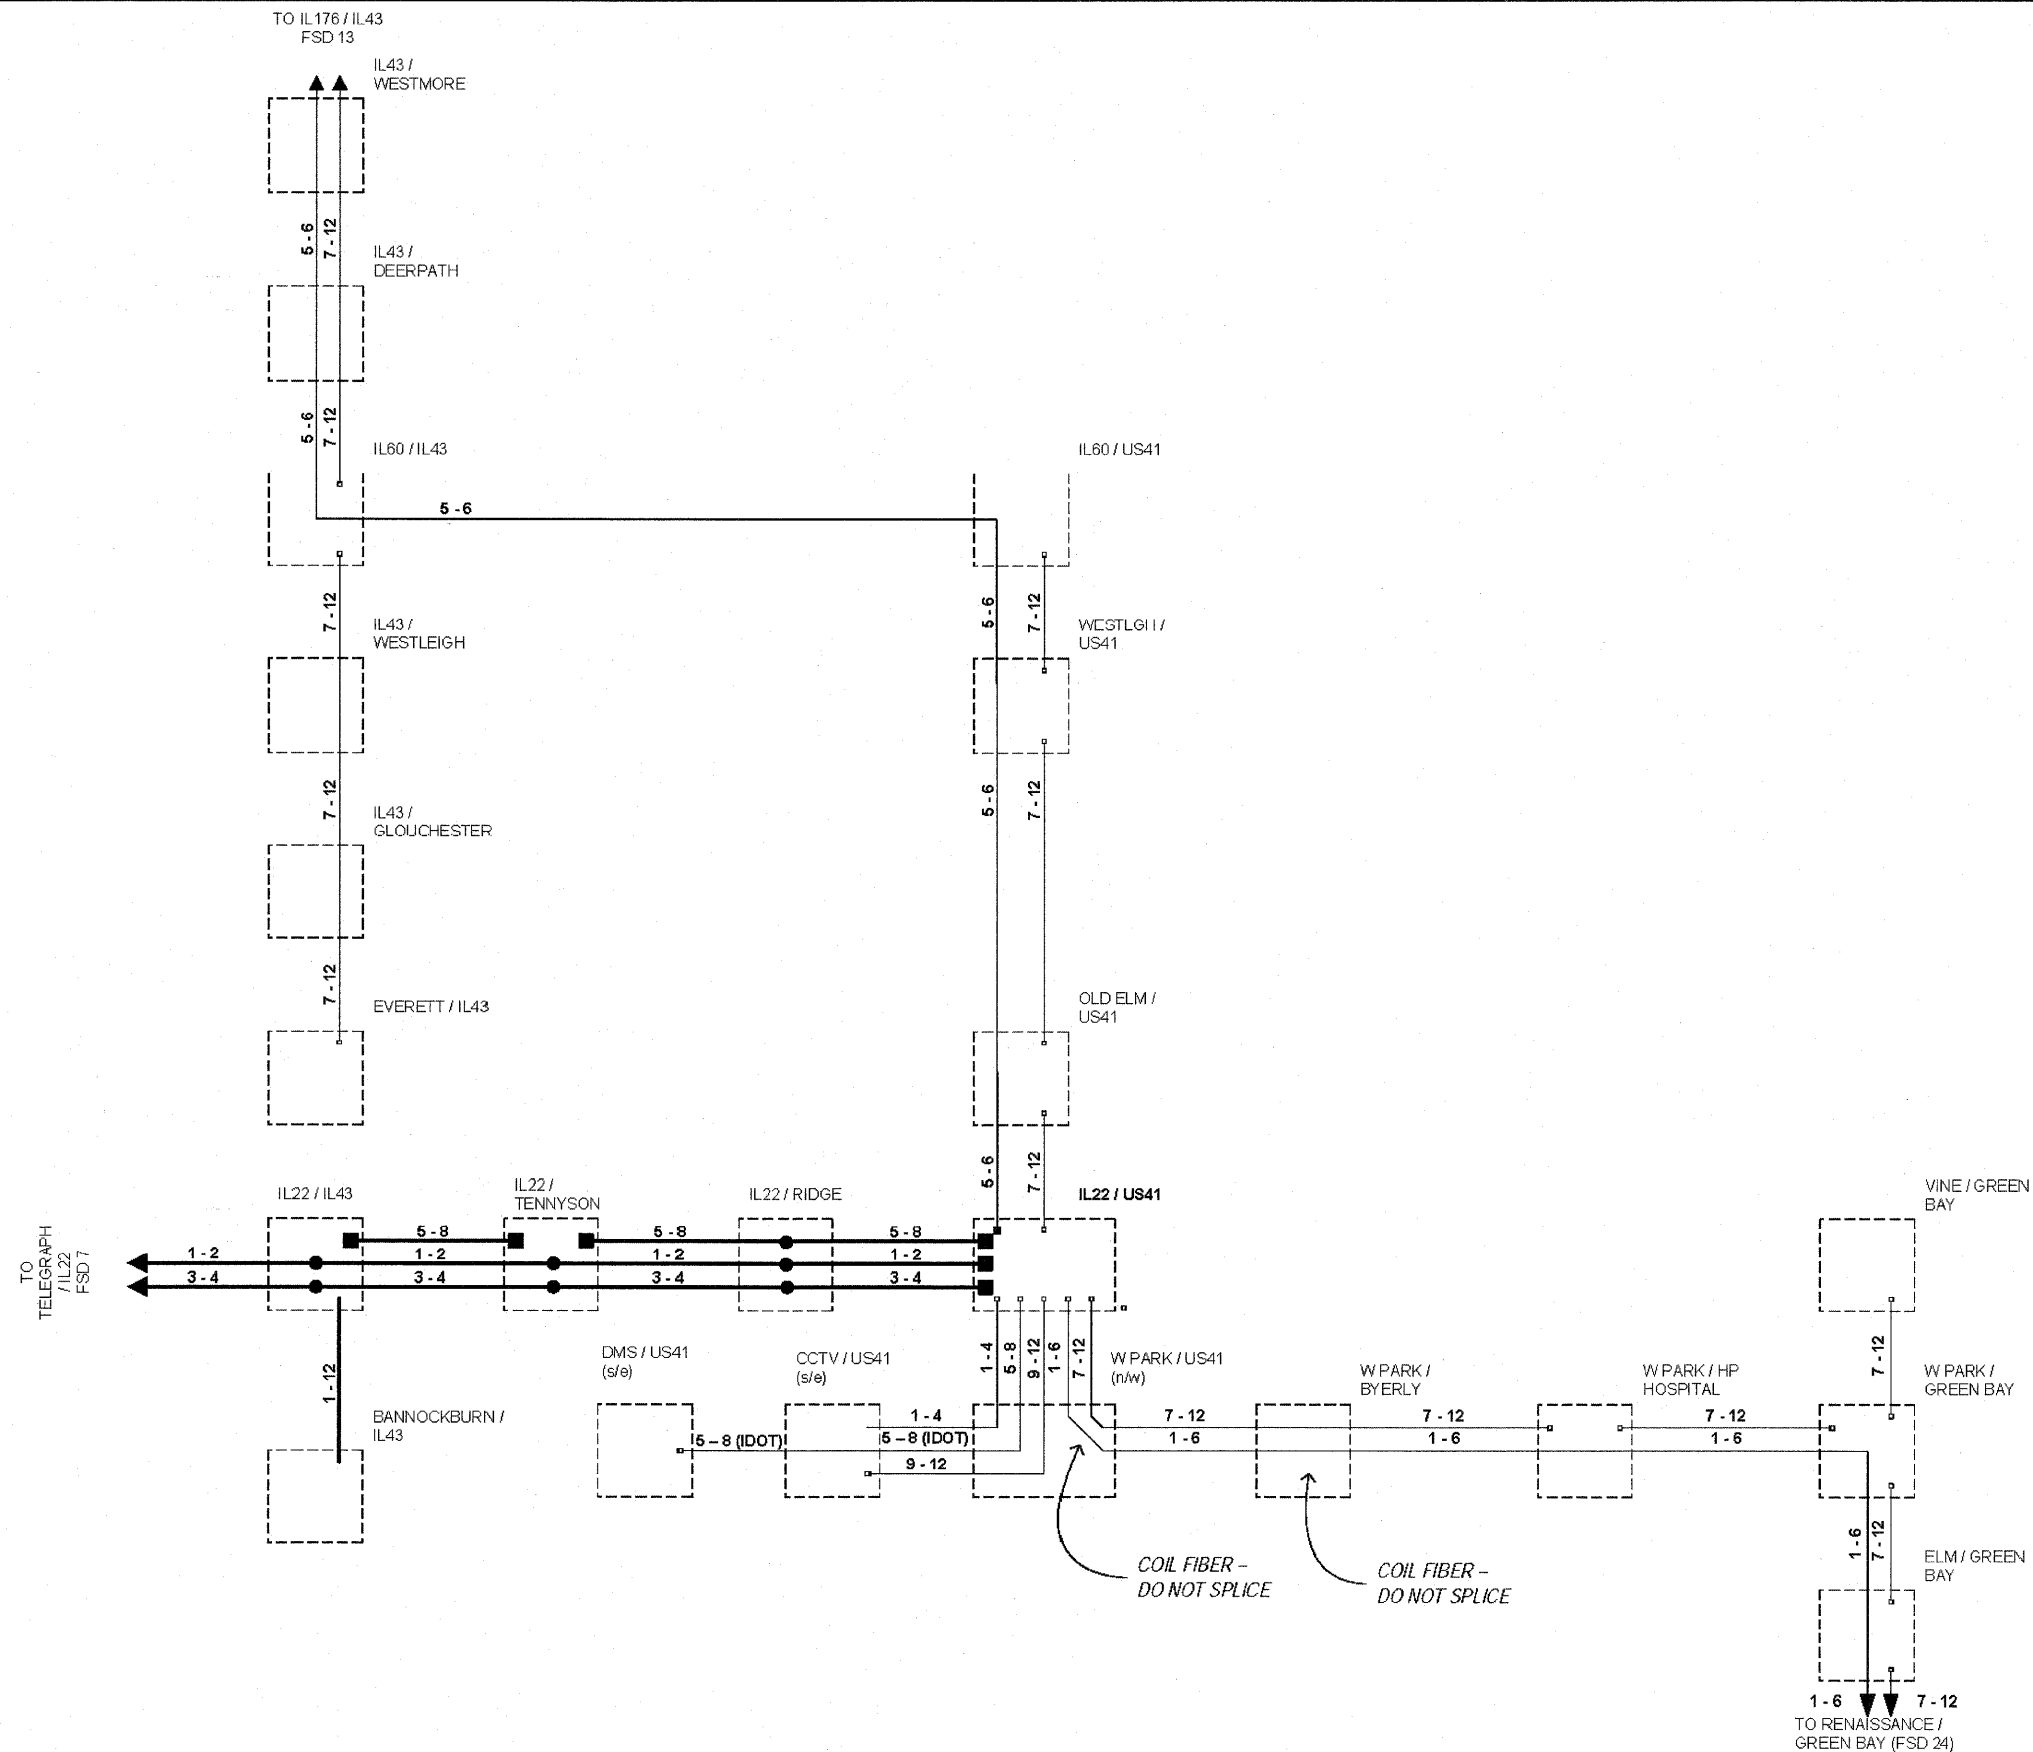 TO IL176 / IL43
FSD 13
IL43 /
WESTMORE
5 - 6
7 - 12
IL43 /
DEERPATH
5 - 6
7 - 12
IL60 / IL43
IL60 / US41
5 - 6
7 - 12
IL43 /
WESTLEIGH
5 - 6
7 - 12
WESTLGH /
US41
7 - 12
IL43 /
GLOUCHESTER
5 - 6
7 - 12
7 - 12
EVERETT / IL43
OLD ELM /
US41
5 - 6
7 - 12
IL22 / IL43
IL22 /
TENNYSON
IL22 / RIDGE
IL22 / US41
VINE / GREEN
BAY
TO
TELEGRAPH
/ IL22
FSD 7
5 - 8
5 - 8
5 - 8
1 - 2
1 - 2
1 - 2
1 - 2
3 - 4
3 - 4
3 - 4
3 - 4
1 - 12
DMS / US41
(s/e)
CCTV / US41
(s/e)
1 - 4
5 - 8
9 - 12
1 - 6
7 - 12
W PARK / US41
(n/w)
W PARK /
BYERLY
W PARK / HP
HOSPITAL
7 - 12
W PARK /
GREEN BAY
BANNOCKBURN /
IL43
1 - 4
7 - 12
7 - 12
7 - 12
5 – 8 (IDOT)
5 – 8 (IDOT)
1 - 6
1 - 6
1 - 6
9 - 12
COIL FIBER –
DO NOT SPLICE
COIL FIBER –
DO NOT SPLICE
1 - 6
7 - 12
ELM / GREEN
BAY
1 - 6
7 - 12
TO RENAISSANCE /
GREEN BAY (FSD 24)